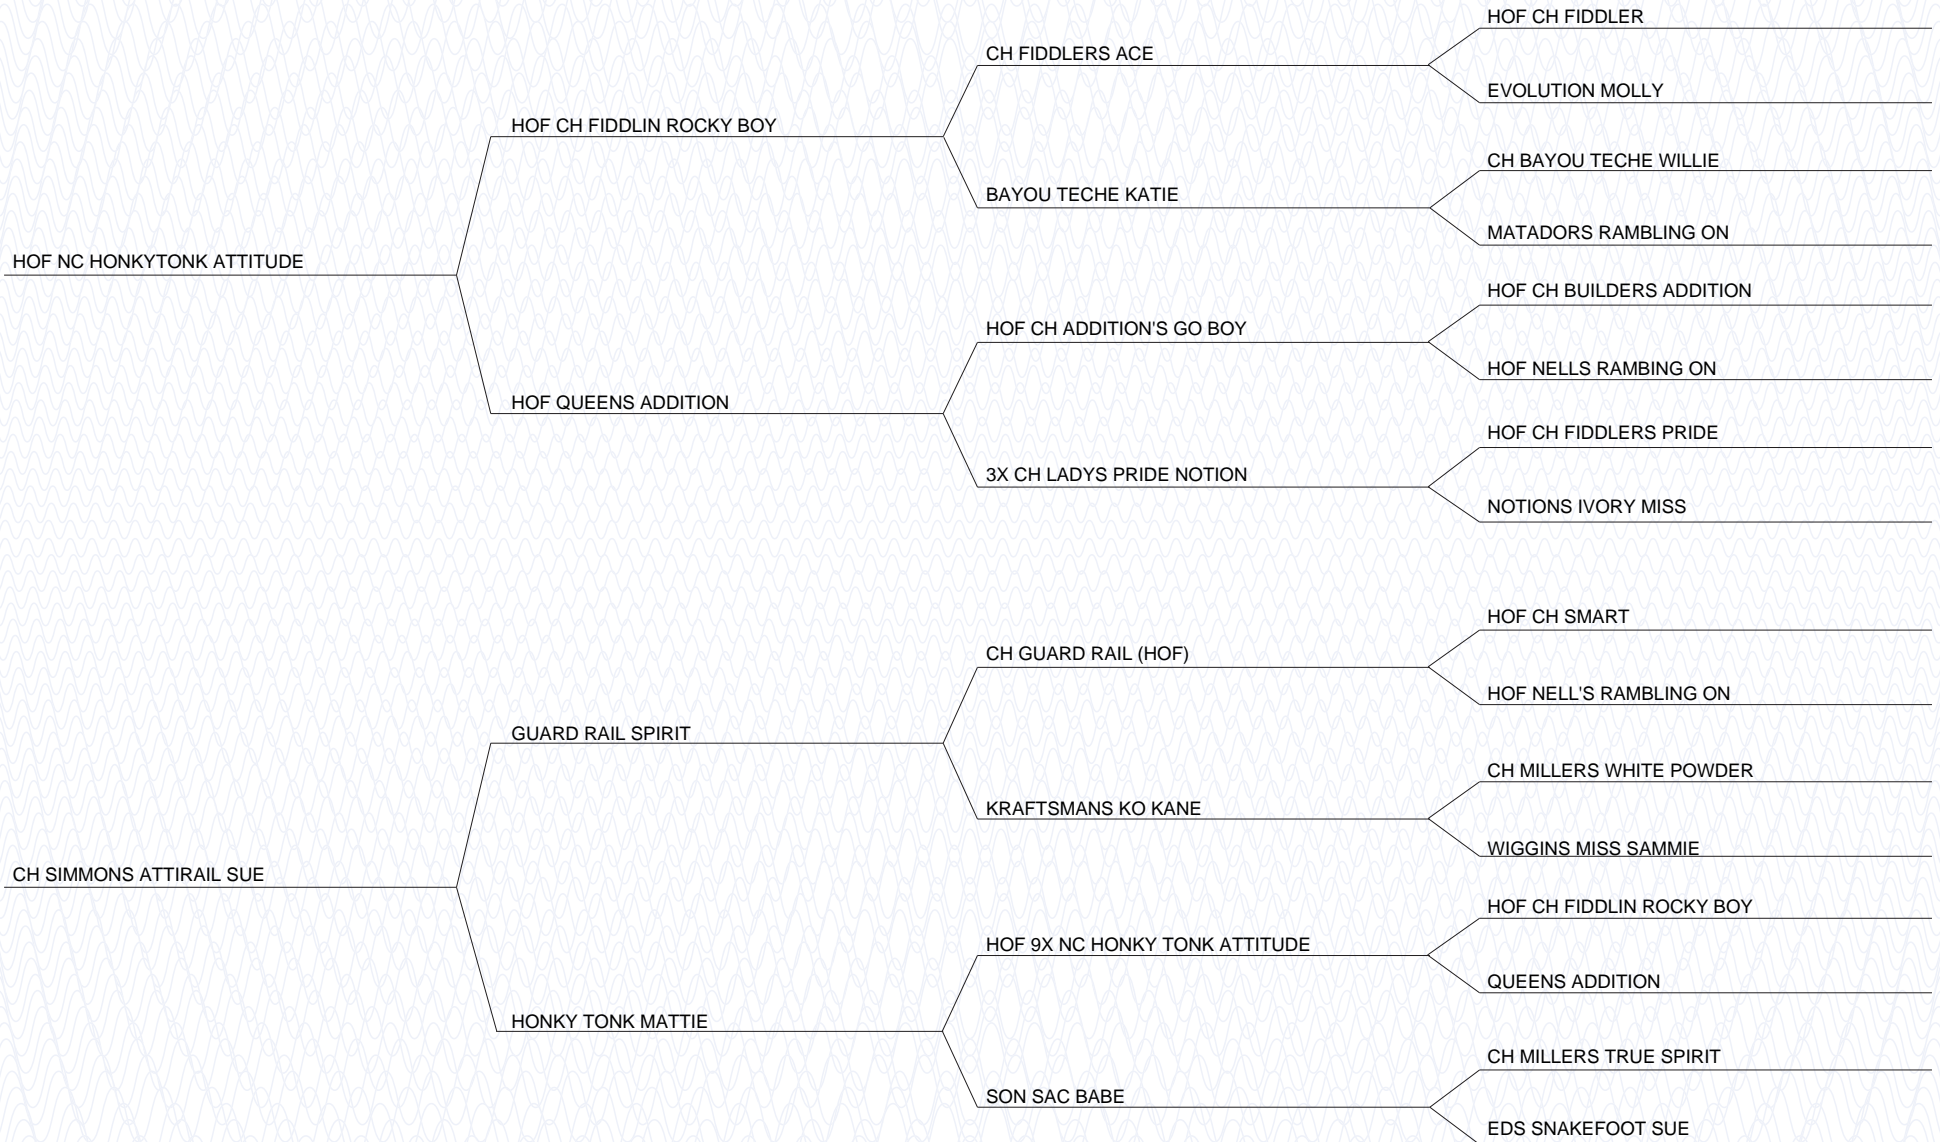 HOF CH FIDDLER
CH FIDDLERS ACE
EVOLUTION MOLLY
HOF CH FIDDLIN ROCKY BOY
CH BAYOU TECHE WILLIE
BAYOU TECHE KATIE
MATADORS RAMBLING ON
HOF NC HONKYTONK ATTITUDE
HOF CH BUILDERS ADDITION
HOF CH ADDITION'S GO BOY
HOF NELLS RAMBING ON
HOF QUEENS ADDITION
HOF CH FIDDLERS PRIDE
3X CH LADYS PRIDE NOTION
NOTIONS IVORY MISS
HOF CH SMART
CH GUARD RAIL (HOF)
HOF NELL'S RAMBLING ON
GUARD RAIL SPIRIT
CH MILLERS WHITE POWDER
KRAFTSMANS KO KANE
WIGGINS MISS SAMMIE
CH SIMMONS ATTIRAIL SUE
HOF CH FIDDLIN ROCKY BOY
HOF 9X NC HONKY TONK ATTITUDE
QUEENS ADDITION
HONKY TONK MATTIE
CH MILLERS TRUE SPIRIT
SON SAC BABE
EDS SNAKEFOOT SUE